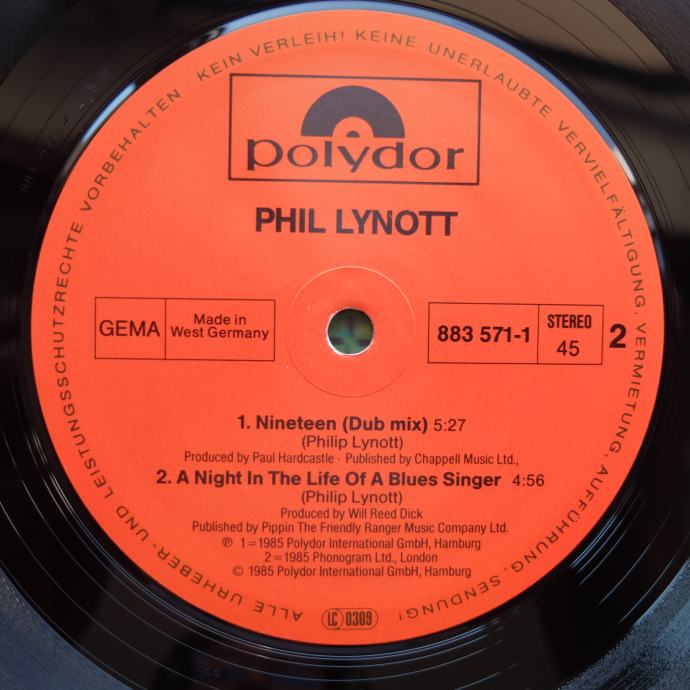 ALLE URHEBER- UND LEISTUNGSSCHUTZRECHTE VORBEHALTEN · KEIN VERLEIH! KEINE UNERLAUBTE VERVIELFÄLTIGUNG, VERMIETUNG, AUFFÜHRUNG, SENDUNG!
polydor
PHIL LYNOTT
GEMA
Made in
West Germany
883 571-1
STEREO
45
2
1. Nineteen (Dub mix) 5:27
(Philip Lynott)
Produced by Paul Hardcastle · Published by Chappell Music Ltd.,
2. A Night In The Life Of A Blues Singer 4:56
(Philip Lynott)
Produced by Will Reed Dick
Published by Pippin The Friendly Ranger Music Company Ltd.
℗ 1=1985 Polydor International GmbH, Hamburg
2=1985 Phonogram Ltd., London
© 1985 Polydor International GmbH, Hamburg
LC 0309